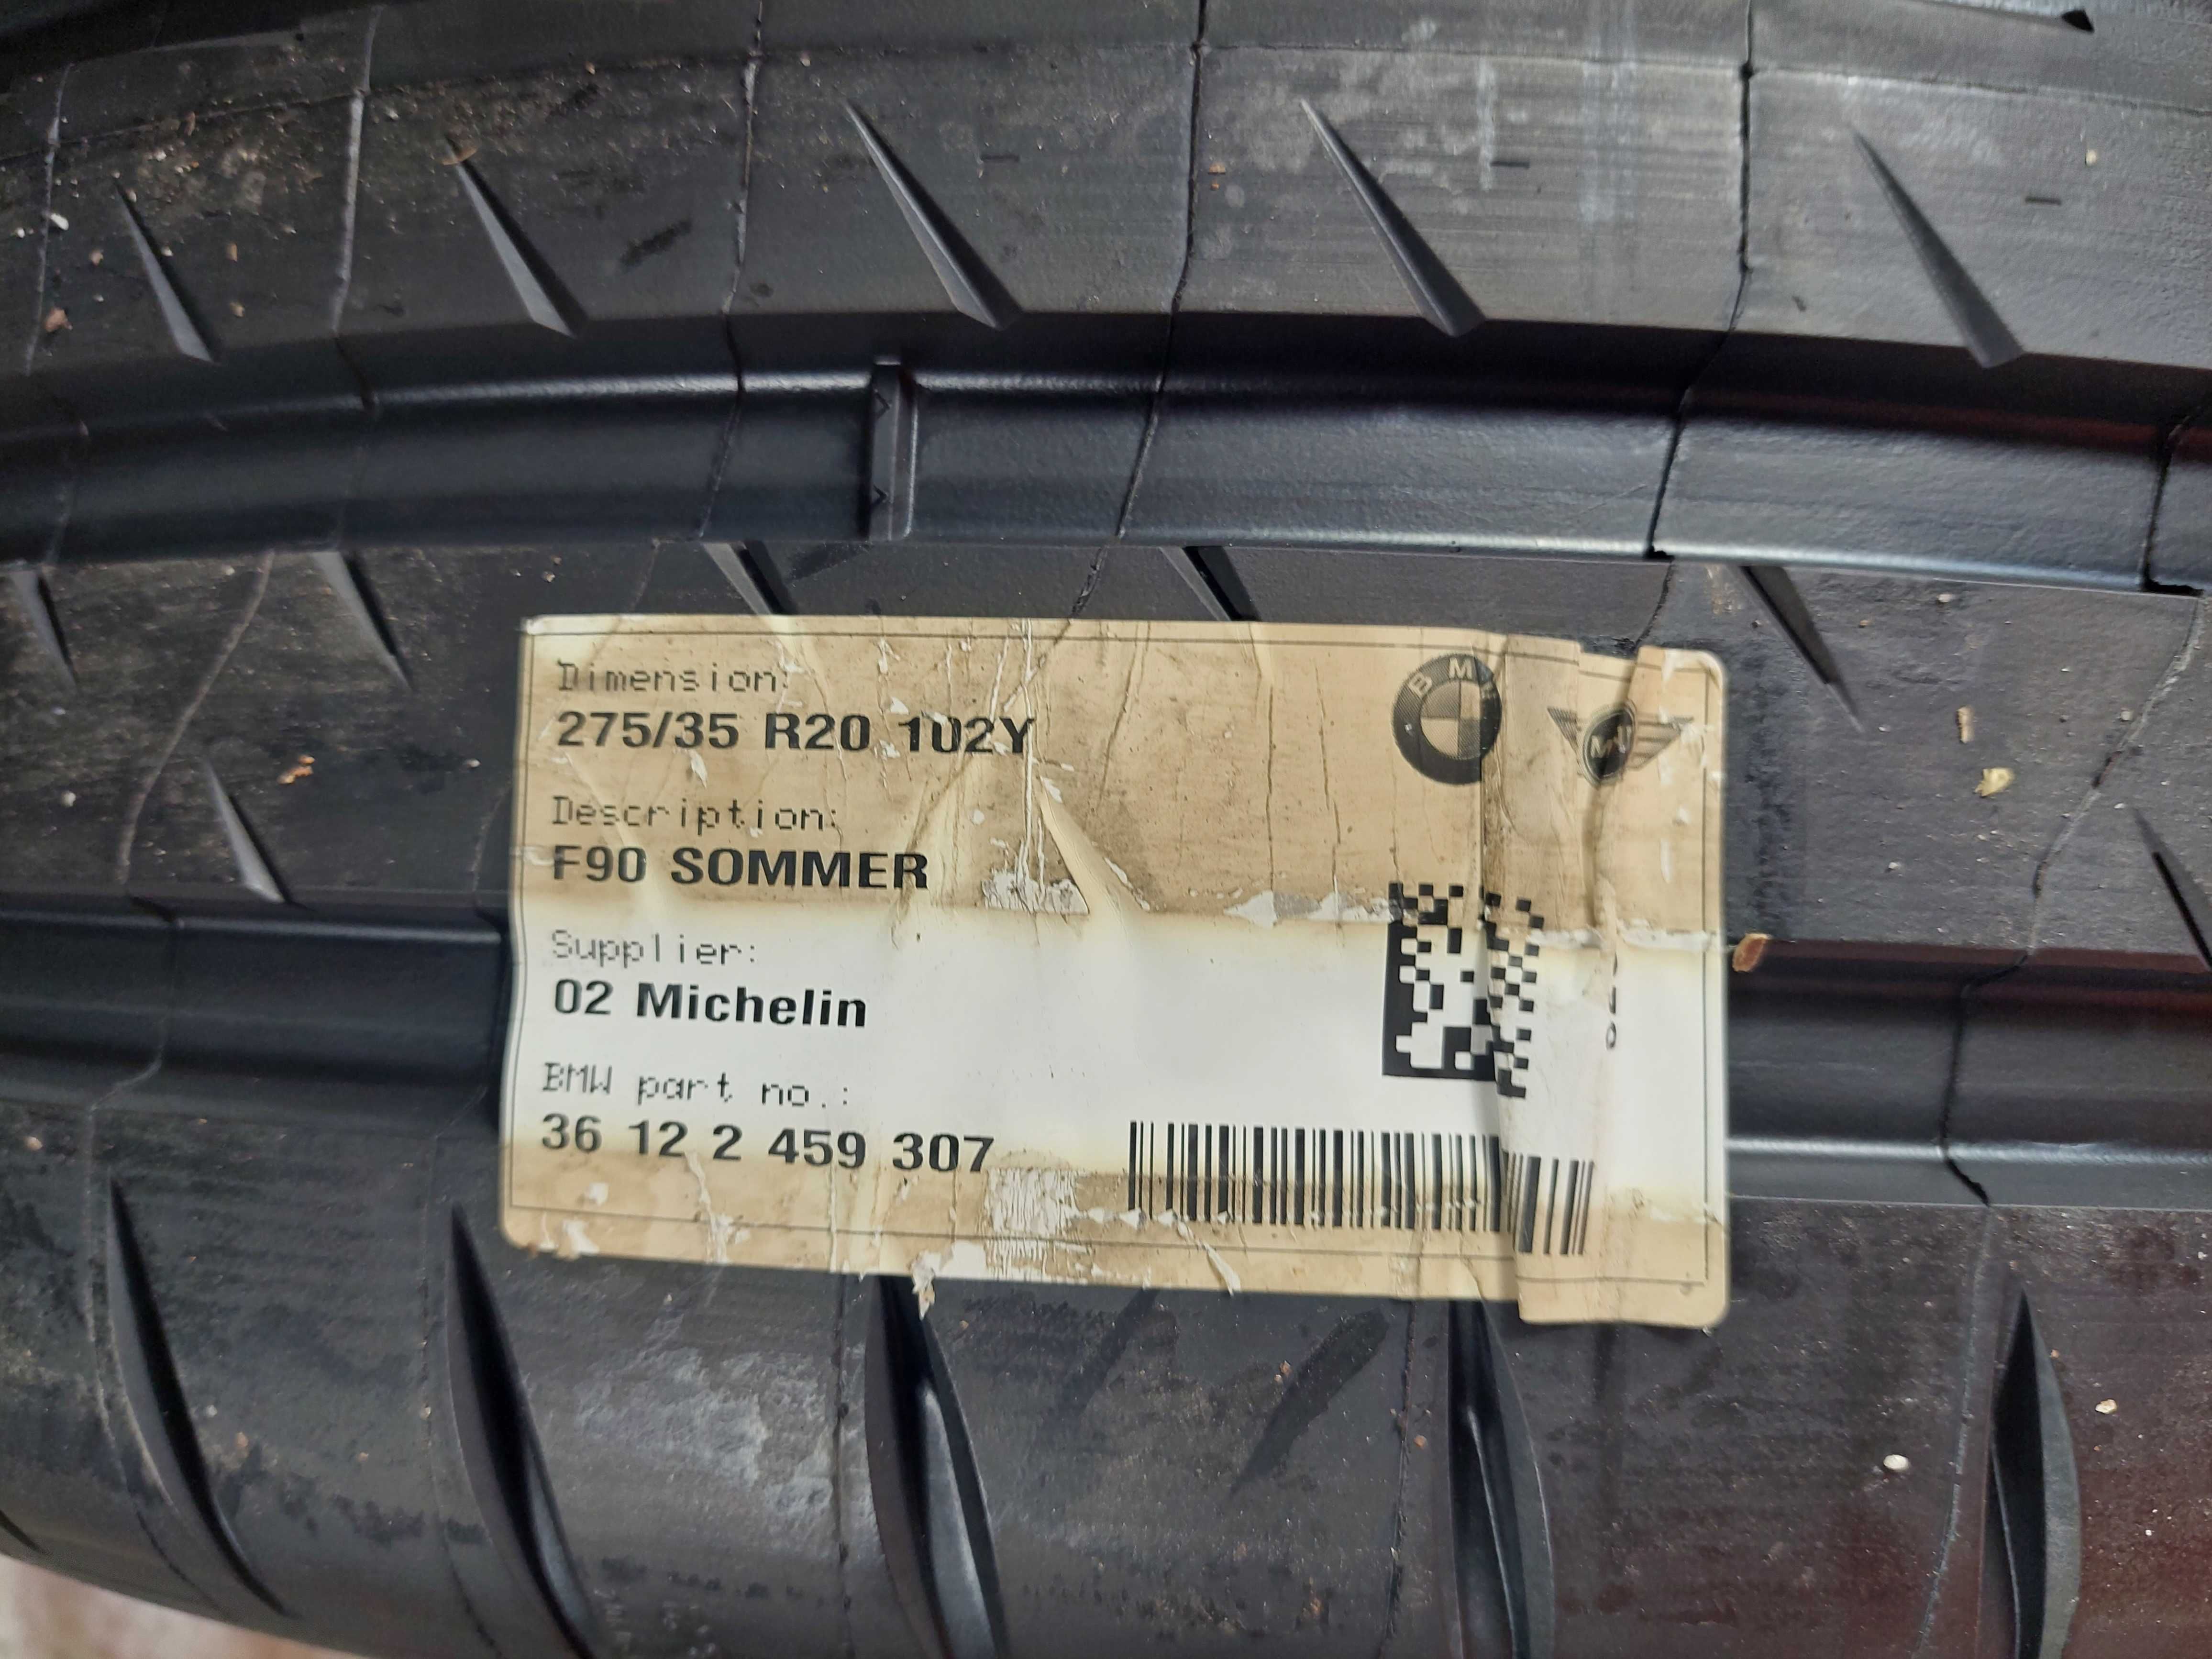 Dimension:
275/35 R20 102Y
Description:
F90 SOMMER
Supplier:
02 Michelin
BMW part no.:
36 12 2 459 307
BMW